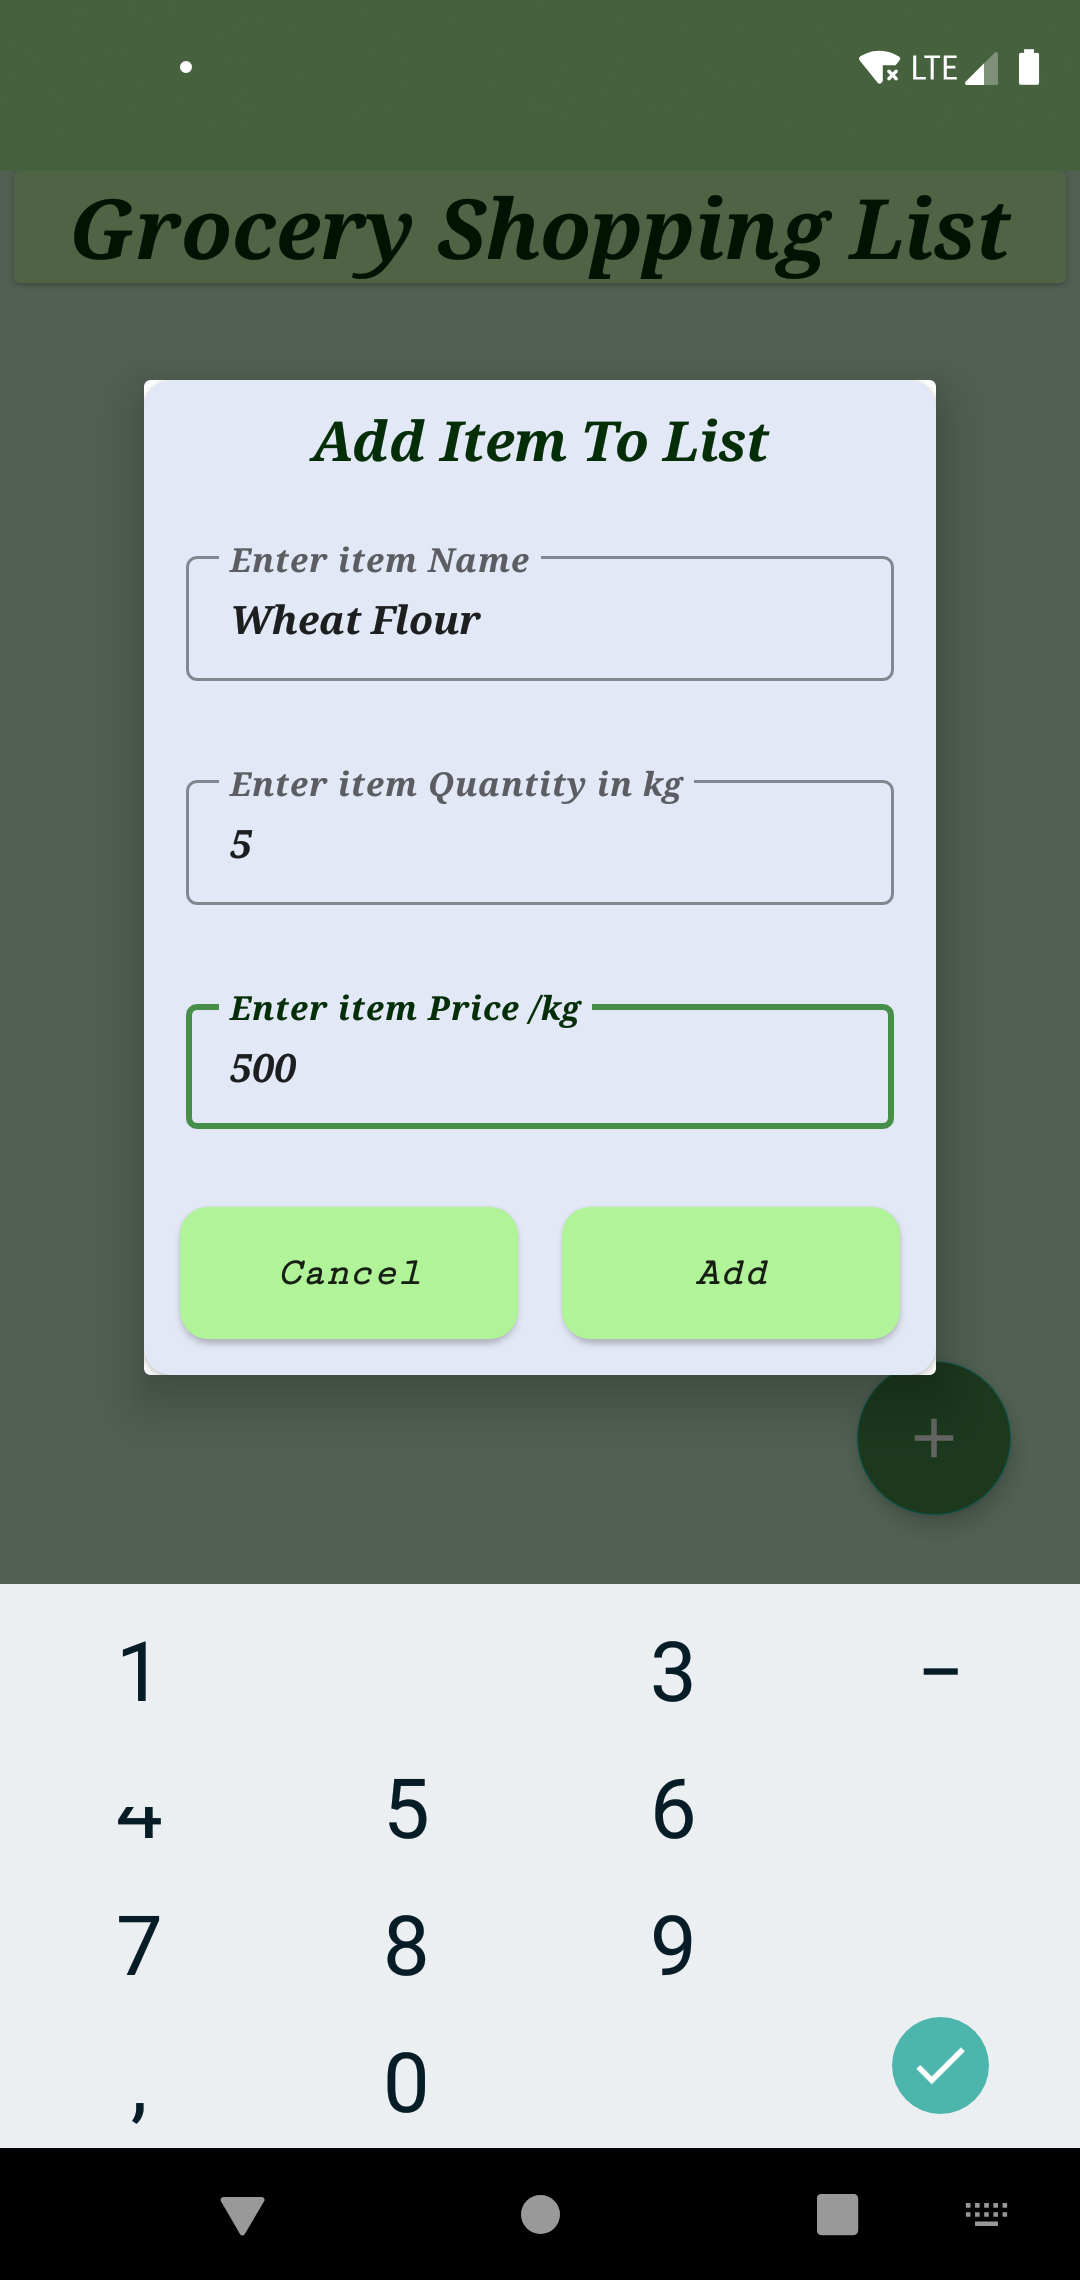 LTE
Grocery Shopping List
Add Item To List
Enter item Name
Wheat Flour
Enter item Quantity in kg
5
Enter item Price /kg
500
Cancel Add
+
1 3 −
4 5 6
7 8 9
, 0